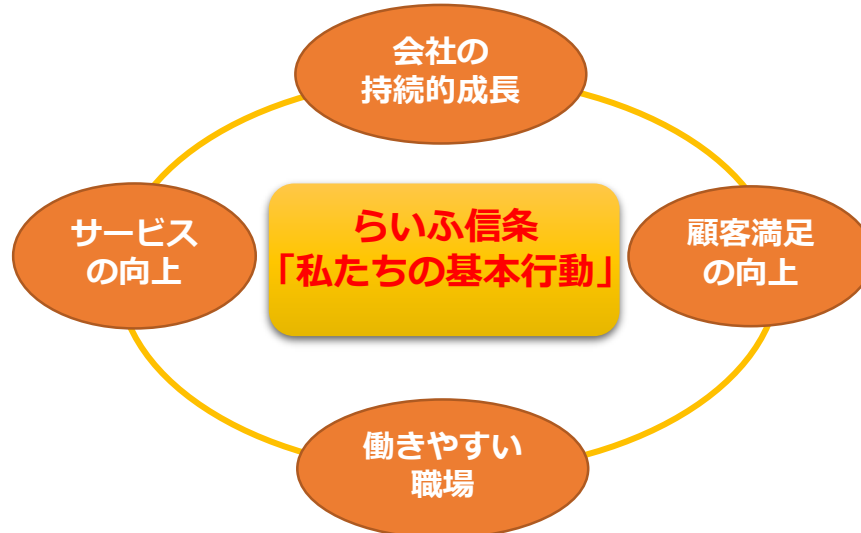 会社の
持続的成長
サービス
の向上
らいふ信条
「私たちの基本行動」
顧客満足
の向上
働きやすい
職場